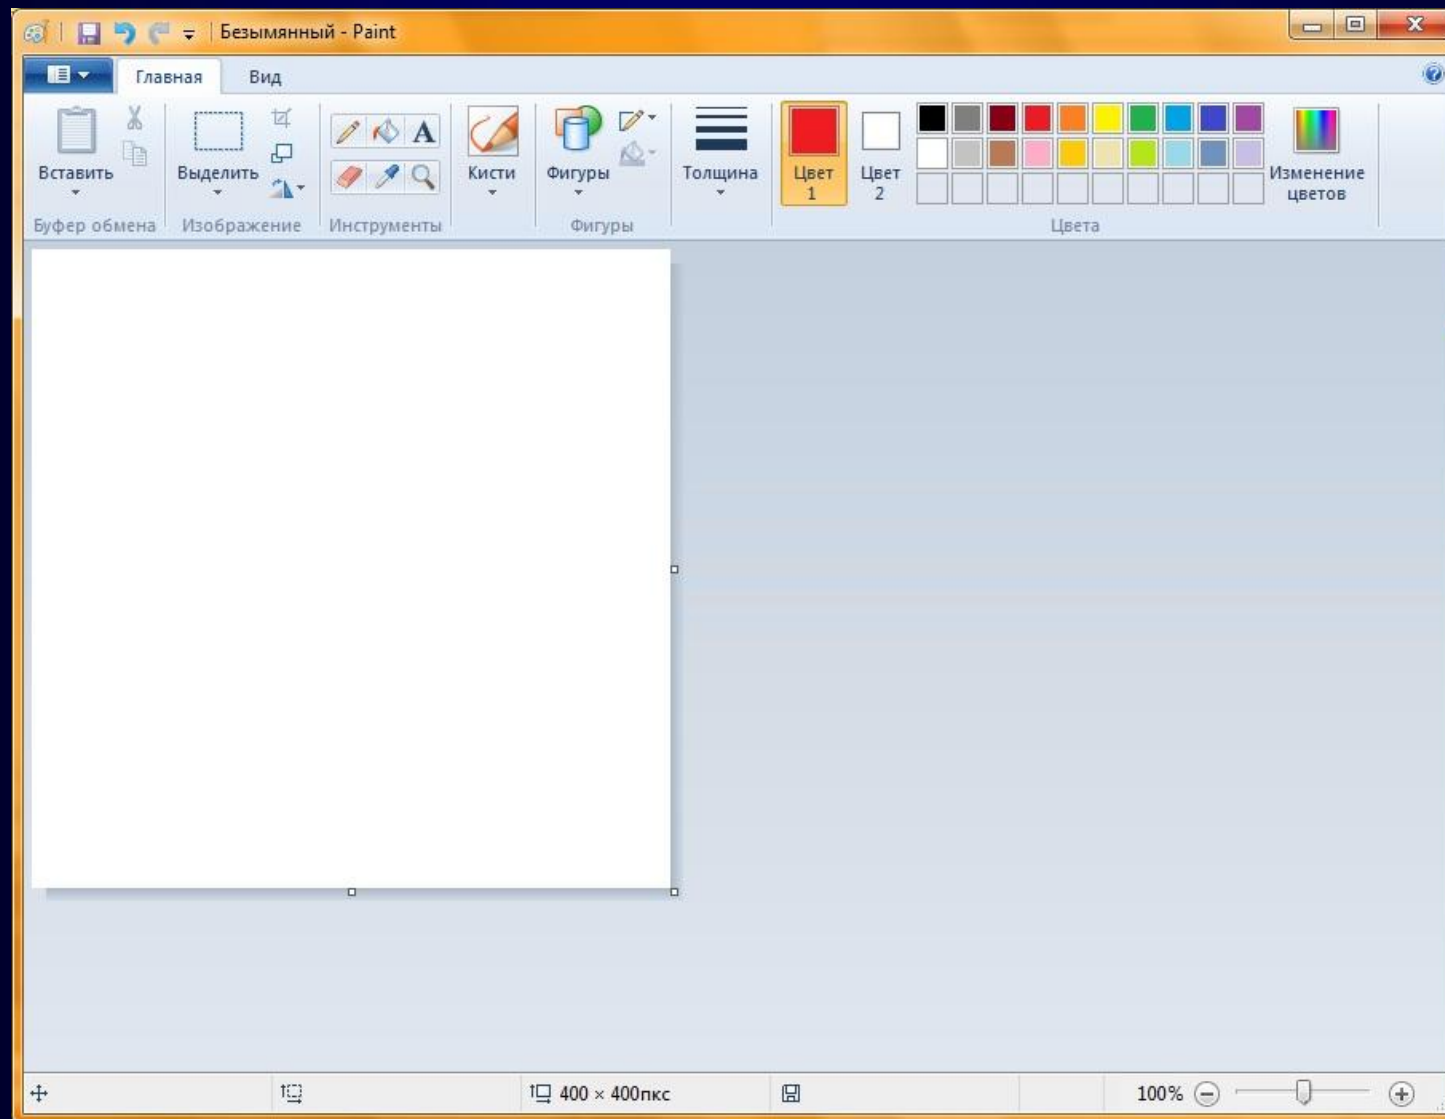 Безымянный - Paint
Главная Вид
Вставить
Выделить
A
Кисти
Фигуры
Толщина
Цвет
1
Цвет
2
Изменение
цветов
Буфер обмена
Изображение
Инструменты
Фигуры
Цвета
400 × 400пкс
100%